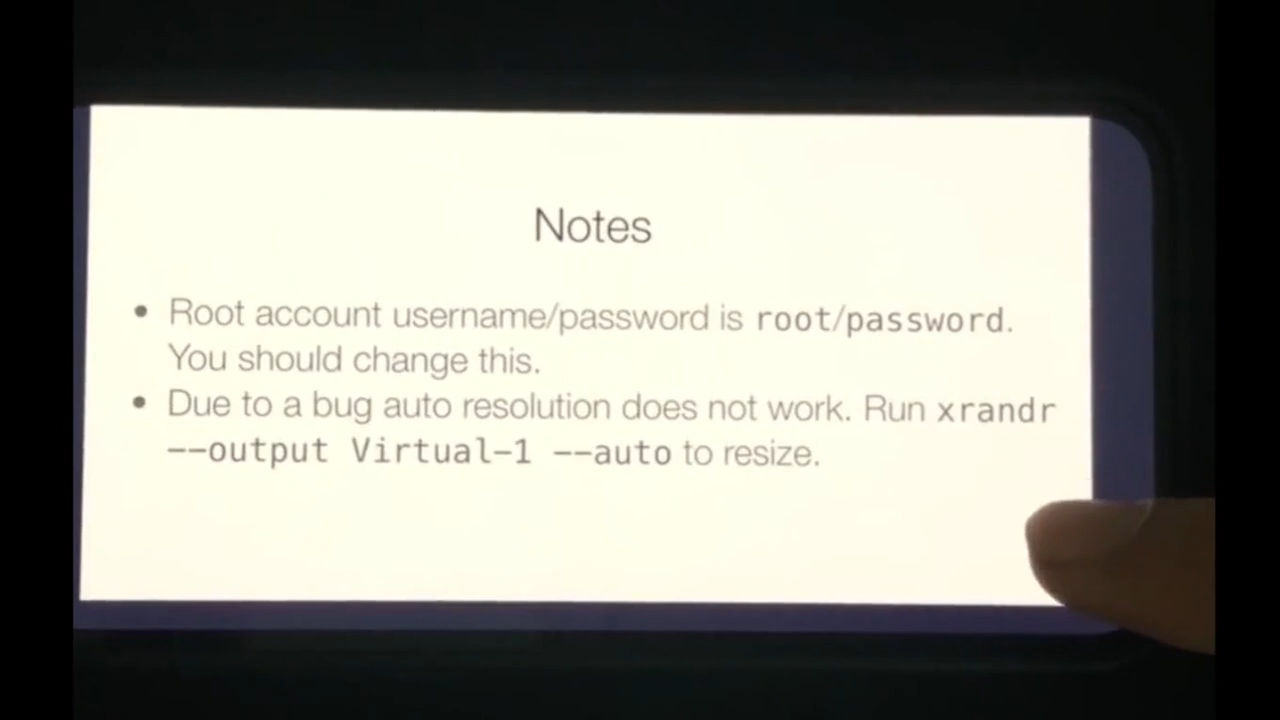 Notes
• Root account username/password is root/password.
You should change this.
• Due to a bug auto resolution does not work. Run xrandr
--output Virtual-1 --auto to resize.